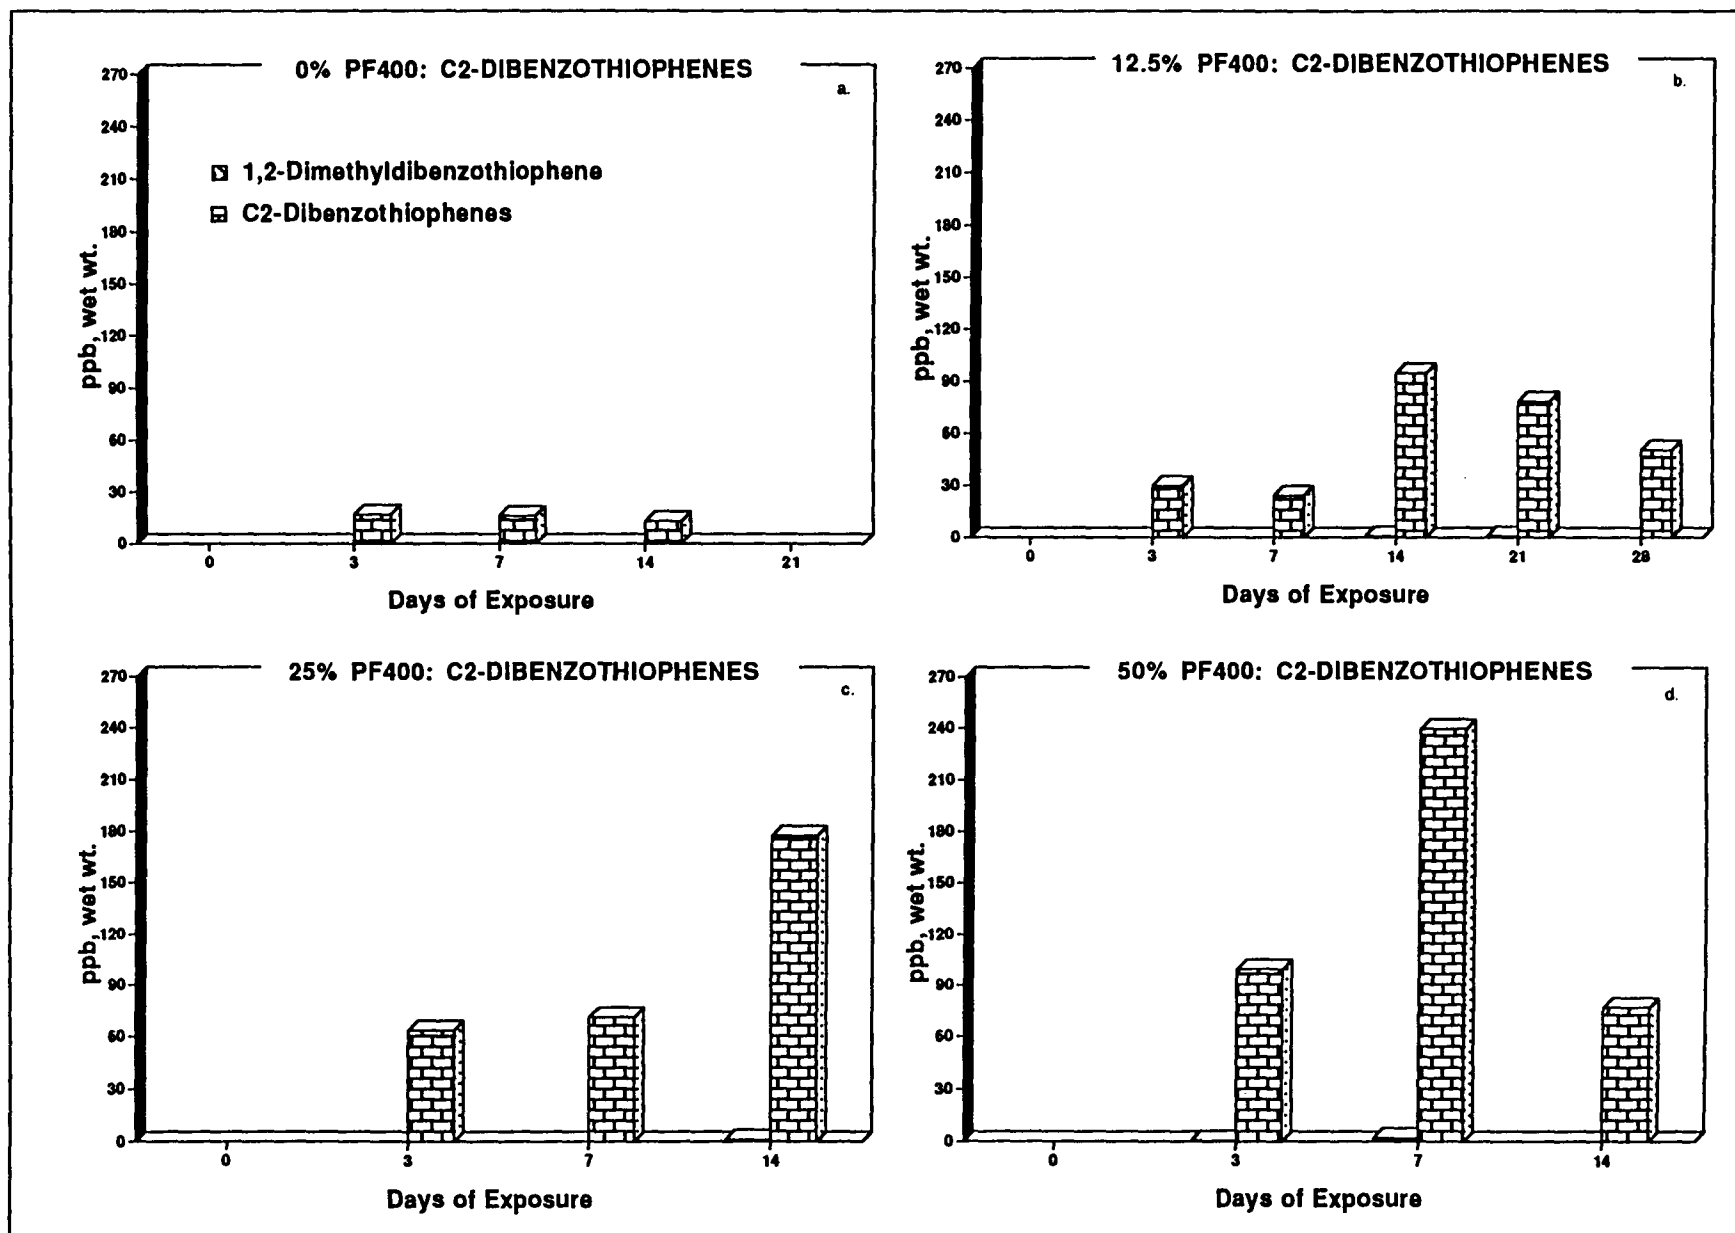 0% PF400: C2-DIBENZOTHIOPHENES
a.
270
240
210
180
150
120
90
60
30
0
ppb, wet wt.
1,2-Dimethyldibenzothiophene
C2-Dibenzothiophenes
0 3 7 14 21
Days of Exposure
12.5% PF400: C2-DIBENZOTHIOPHENES
b.
270
240
210
180
150
120
90
60
30
0
ppb, wet wt.
0 3 7 14 21 28
Days of Exposure
25% PF400: C2-DIBENZOTHIOPHENES
c.
270
240
210
180
150
120
90
60
30
0
ppb, wet wt.
0 3 7 14
Days of Exposure
50% PF400: C2-DIBENZOTHIOPHENES
d.
270
240
210
180
150
120
90
60
30
0
ppb, wet wt.
0 3 7 14
Days of Exposure